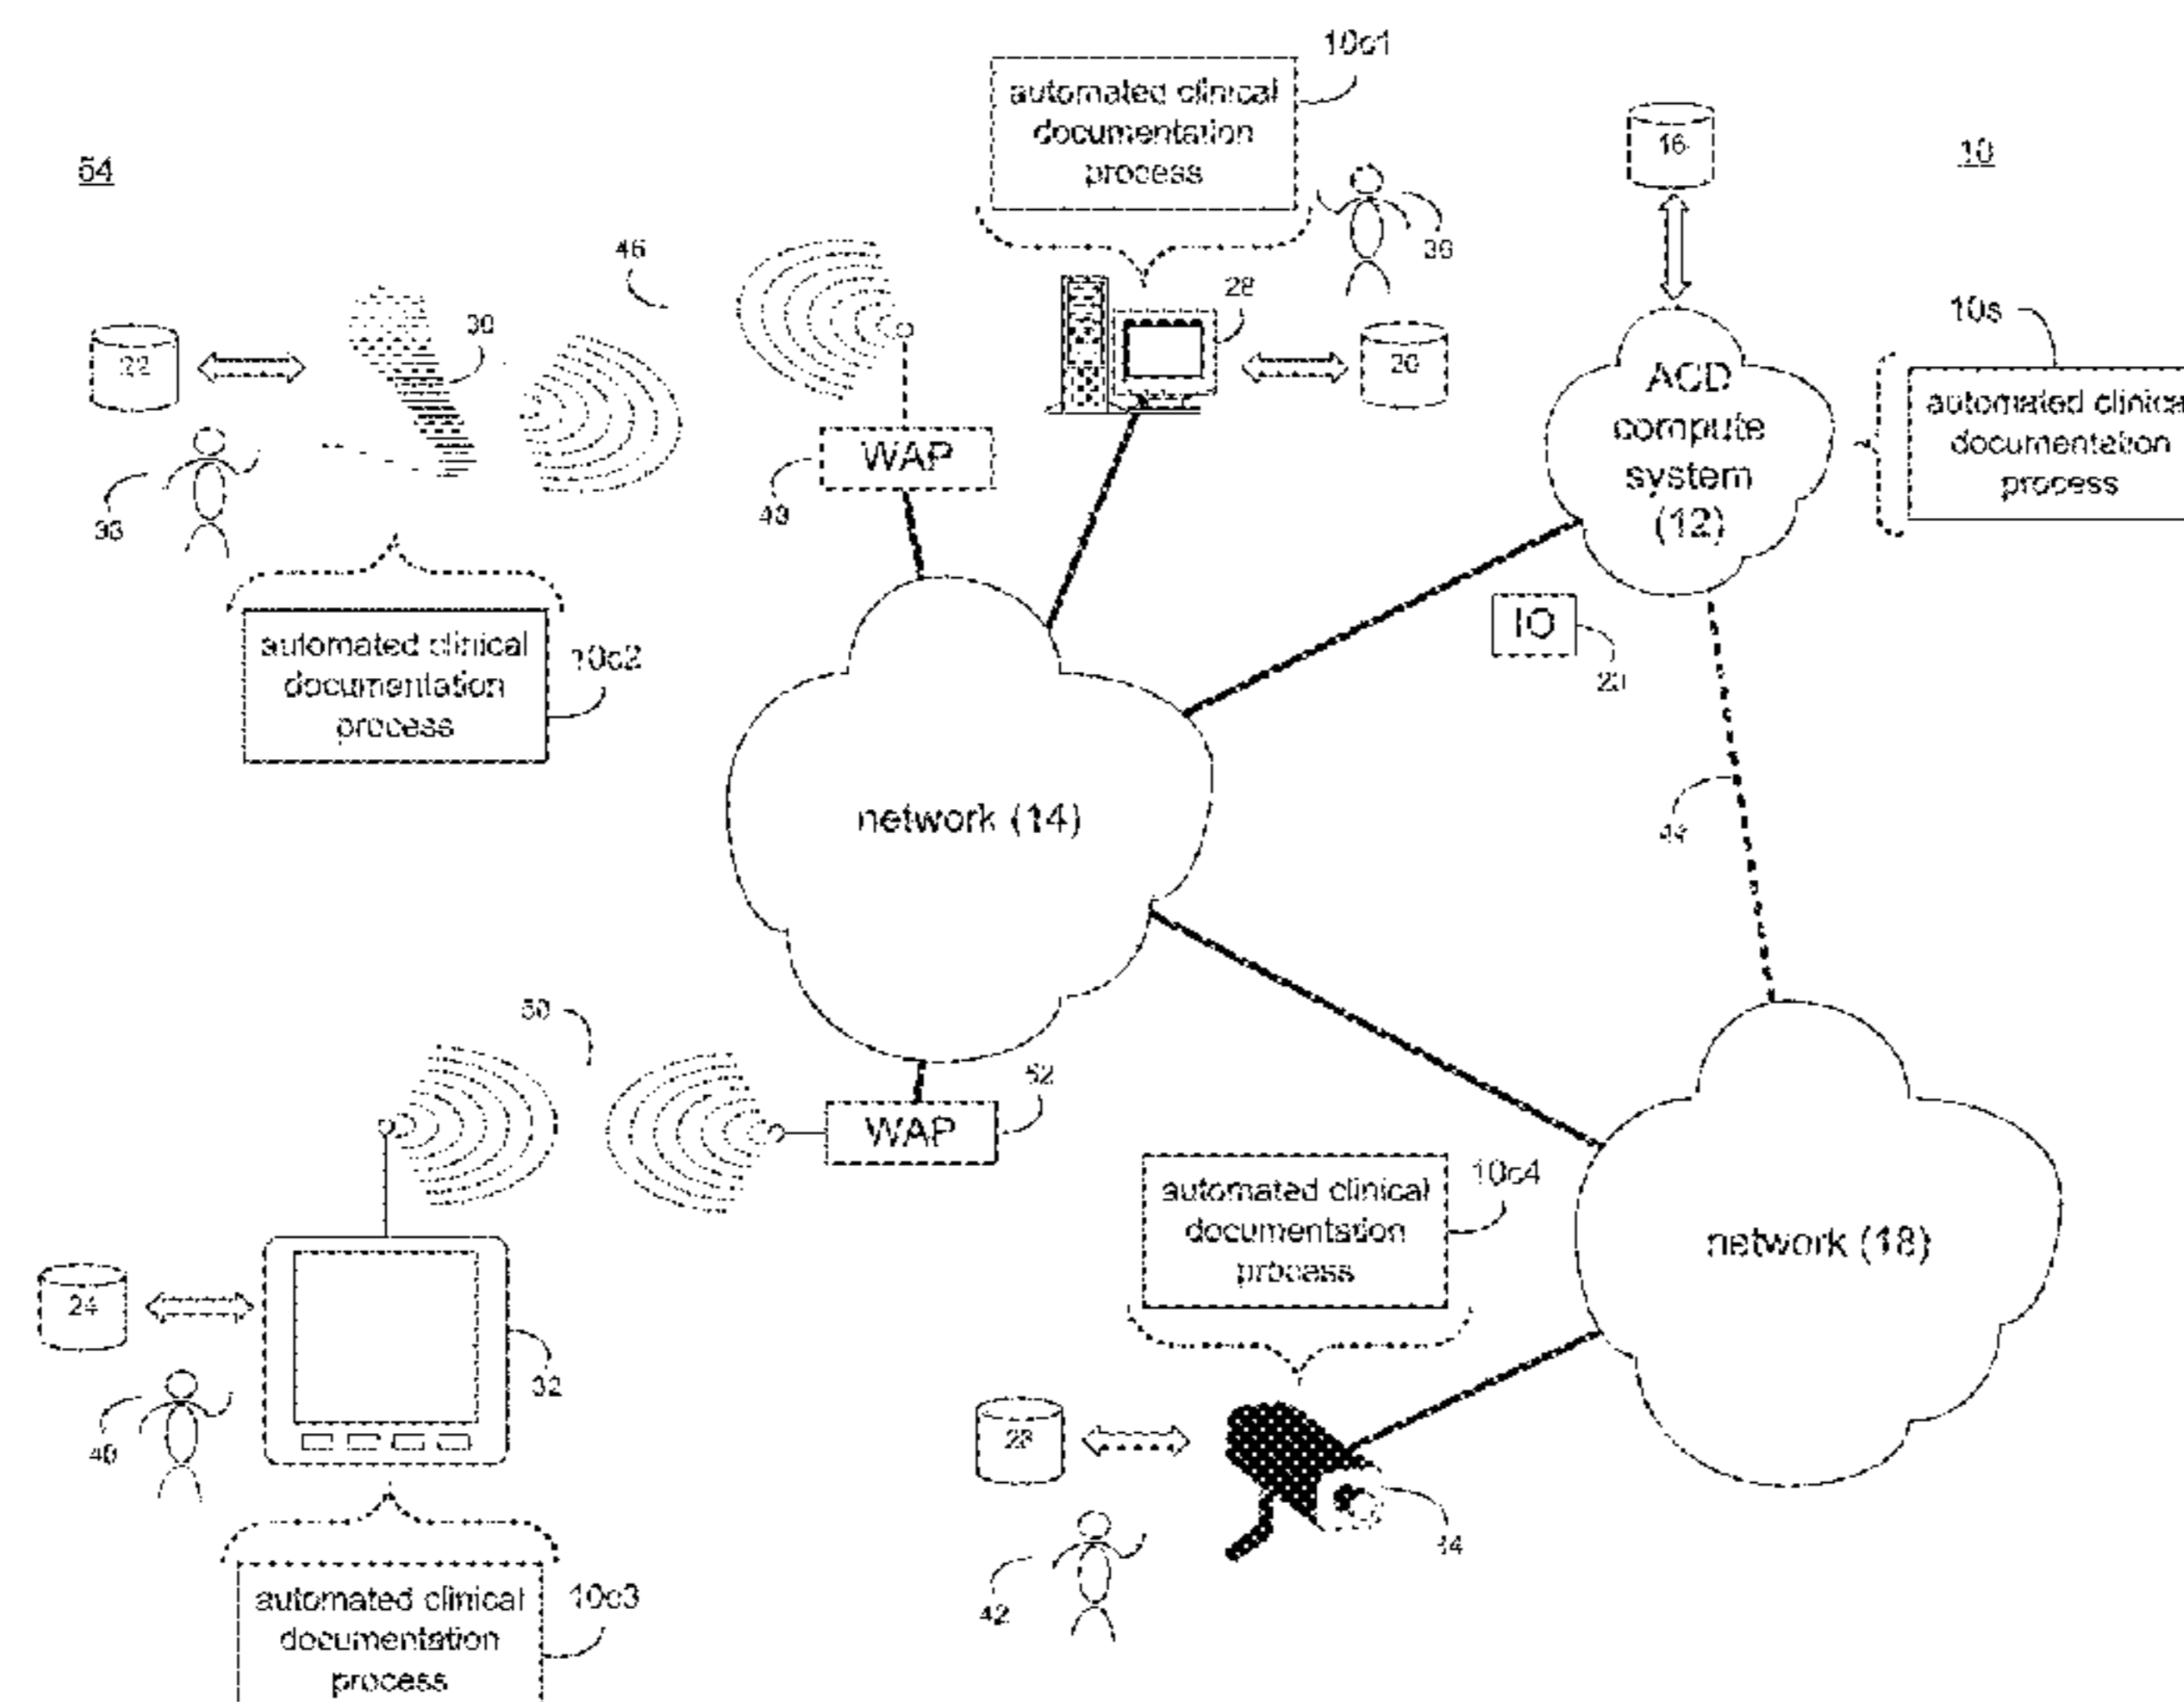 10c1
automated clinical
documentation
process
16
10
54
46
36
28
10s
22
30
20
ACD
compute
system
(12)
automated clinical
documentation
process
WAP
48
38
IO
automated clinical
documentation
process
10c2
network (14)
44
50
52
WAP
10c4
automated clinical
documentation
process
network (18)
24
32
40
42
10c3
automated clinical
documentation
process